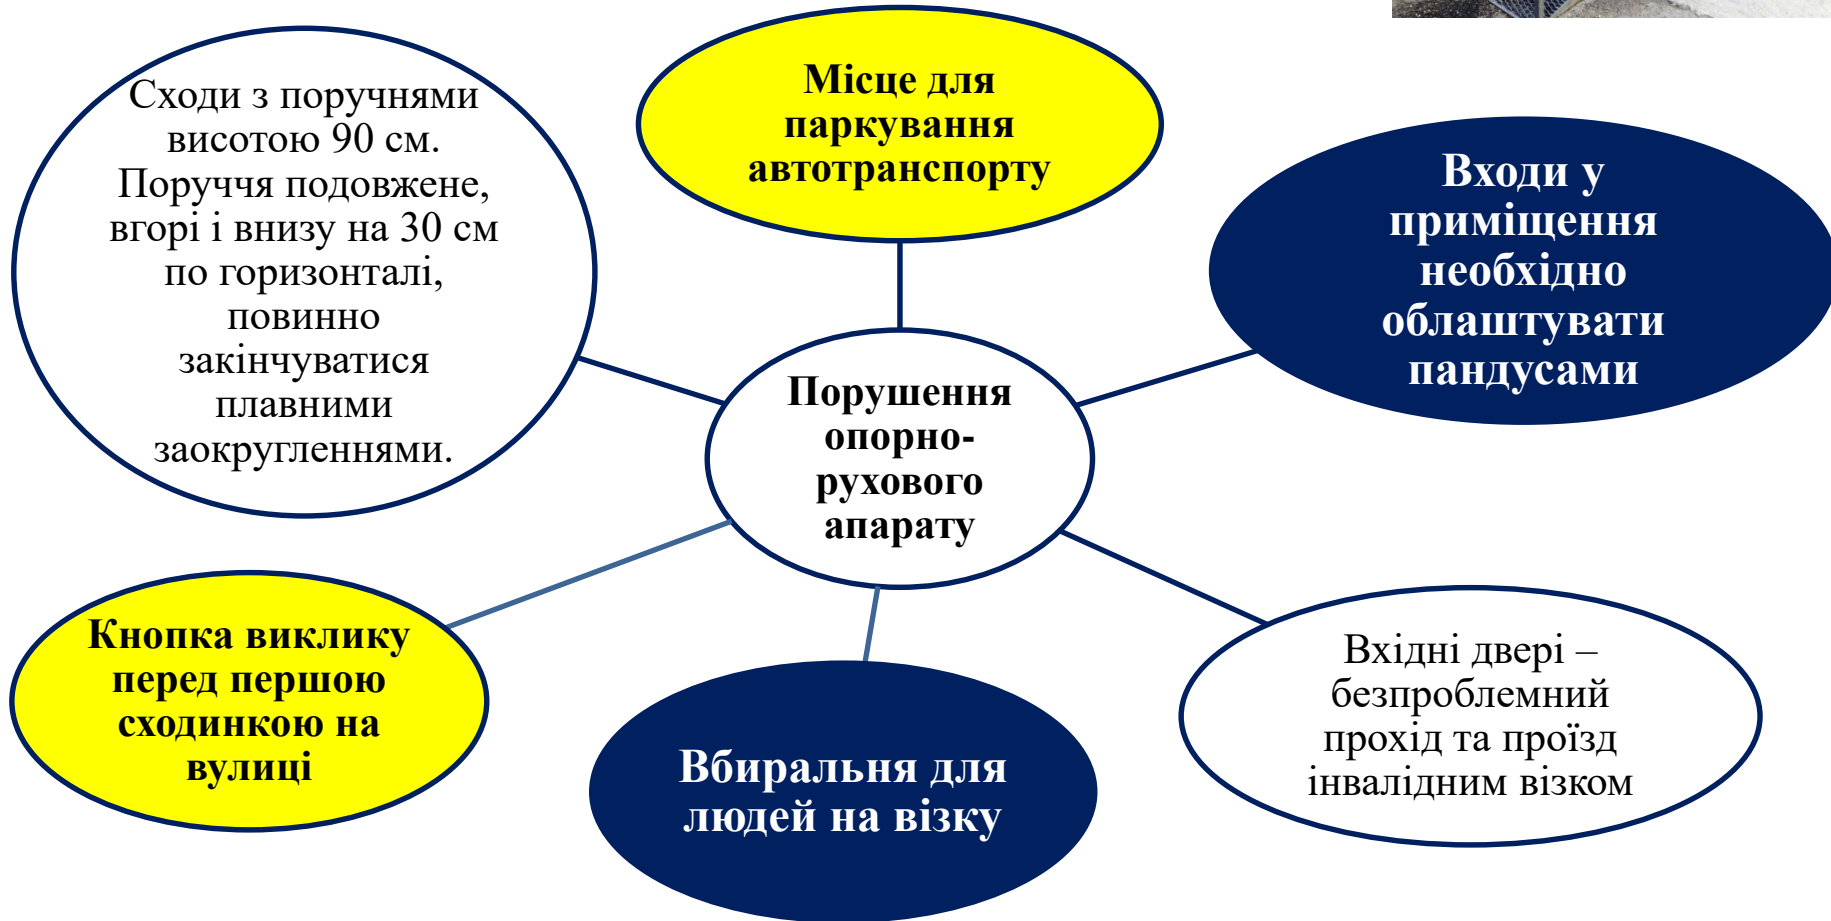 Сходи з поручнями
висотою 90 см.
Поруччя подовжене,
вгорі і внизу на 30 см
по горизонталі,
повинно
закінчуватися
плавними
заокругленнями.
Місце для
паркування
автотранспорту
Входи у
приміщення
необхідно
облаштувати
пандусами
Порушення
опорно-
рухового
апарату
Кнопка виклику
перед першою
сходинкою на
вулиці
Вбиральня для
людей на візку
Вхідні двері –
безпроблемний
прохід та проїзд
інвалідним візком